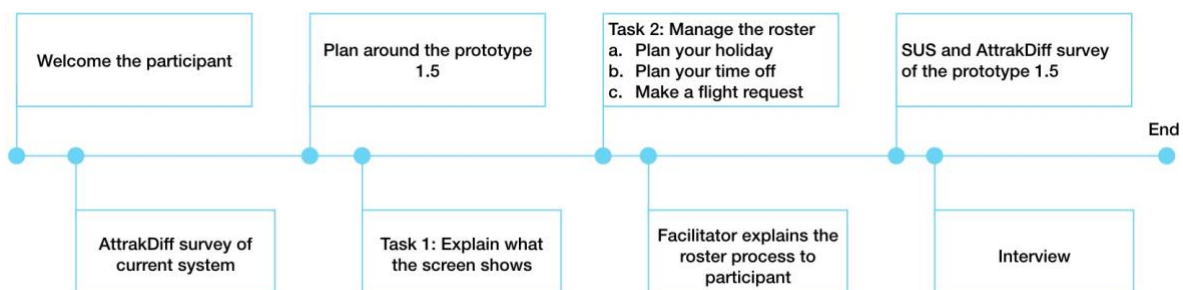 Welcome the participant
Plan around the prototype
1.5
Task 2: Manage the roster
a. Plan your holiday
b. Plan your time off
c. Make a flight request
SUS and AttrakDiff survey
of the prototype 1.5
End
AttrakDiff survey of
current system
Task 1: Explain what
the screen shows
Facilitator explains the
roster process to
participant
Interview